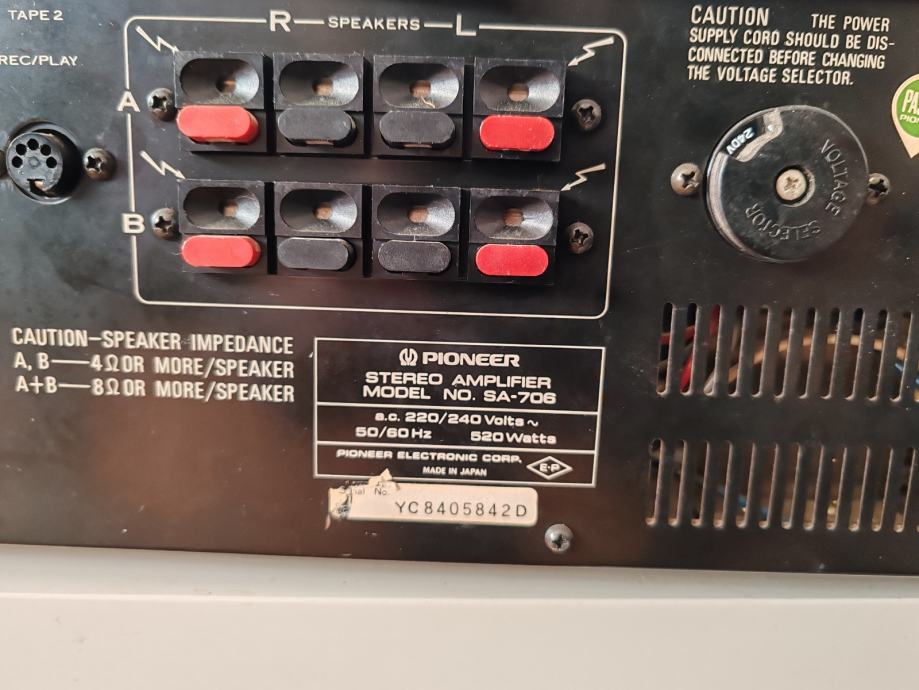 TAPE 2
REC/PLAY
R SPEAKERS L
A
B
CAUTION THE POWER
SUPPLY CORD SHOULD BE DIS-
CONNECTED BEFORE CHANGING
THE VOLTAGE SELECTOR.
240V
VOLTAGE
SELECTOR
CAUTION-SPEAKER IMPEDANCE
A, B—4Ω OR MORE/SPEAKER
A+B—8Ω OR MORE/SPEAKER
PIONEER
STEREO AMPLIFIER
MODEL NO. SA-706
a.c. 220/240 Volts ~
50/60 Hz 520 Watts
PIONEER ELECTRONIC CORP.
MADE IN JAPAN
E·P
No.
YC8405842D